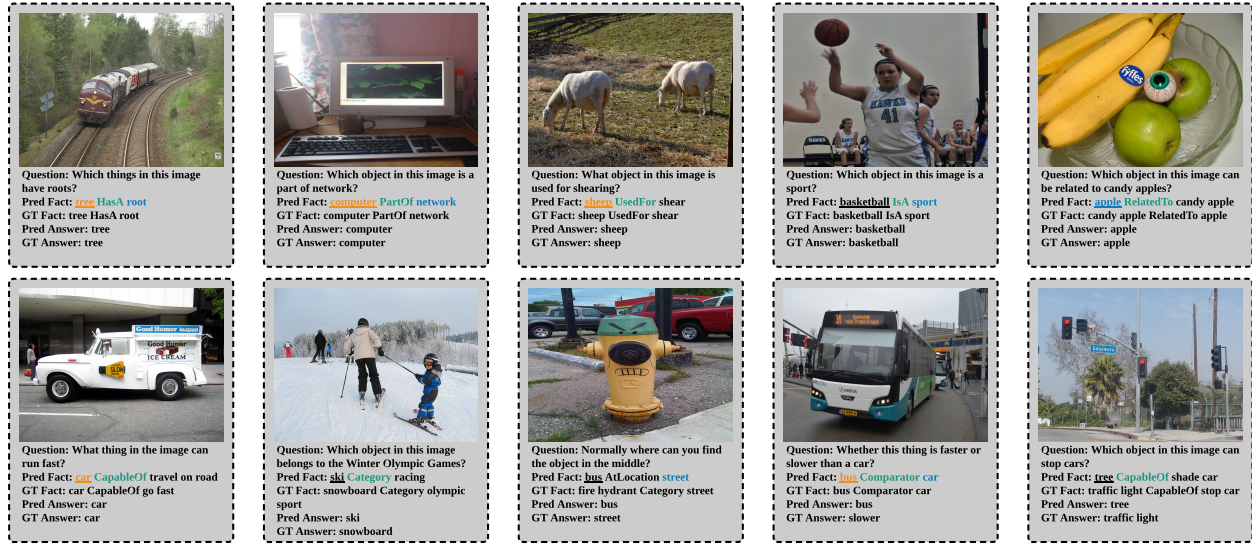 HAWKS
41
fyffes
Question: Which things in this image
have roots?
Pred Fact: tree HasA root
GT Fact: tree HasA root
Pred Answer: tree
GT Answer: tree
Question: Which object in this image is a
part of network?
Pred Fact: computer PartOf network
GT Fact: computer PartOf network
Pred Answer: computer
GT Answer: computer
Question: What object in this image is
used for shearing?
Pred Fact: sheep UsedFor shear
GT Fact: sheep UsedFor shear
Pred Answer: sheep
GT Answer: sheep
Question: Which object in this image is a
sport?
Pred Fact: basketball IsA sport
GT Fact: basketball IsA sport
Pred Answer: basketball
GT Answer: basketball
Question: Which object in this image can
be related to candy apples?
Pred Fact: apple RelatedTo candy apple
GT Fact: candy apple RelatedTo apple
Pred Answer: apple
GT Answer: apple
Good Humor
Good Humor
ICE CREAM
SLOW
Question: What thing in the image can
run fast?
Pred Fact: car CapableOf travel on road
GT Fact: car CapableOf go fast
Pred Answer: car
GT Answer: car
Question: Which object in this image
belongs to the Winter Olympic Games?
Pred Fact: ski Category racing
GT Fact: snowboard Category olympic
sport
Pred Answer: ski
GT Answer: snowboard
Question: Normally where can you find
the object in the middle?
Pred Fact: bus AtLocation street
GT Fact: fire hydrant Category street
Pred Answer: bus
GT Answer: street
Question: Whether this thing is faster or
slower than a car?
Pred Fact: bus Comparator car
GT Fact: bus Comparator car
Pred Answer: bus
GT Answer: slower
Question: Which object in this image can
stop cars?
Pred Fact: tree CapableOf shade car
GT Fact: traffic light CapableOf stop car
Pred Answer: tree
GT Answer: traffic light